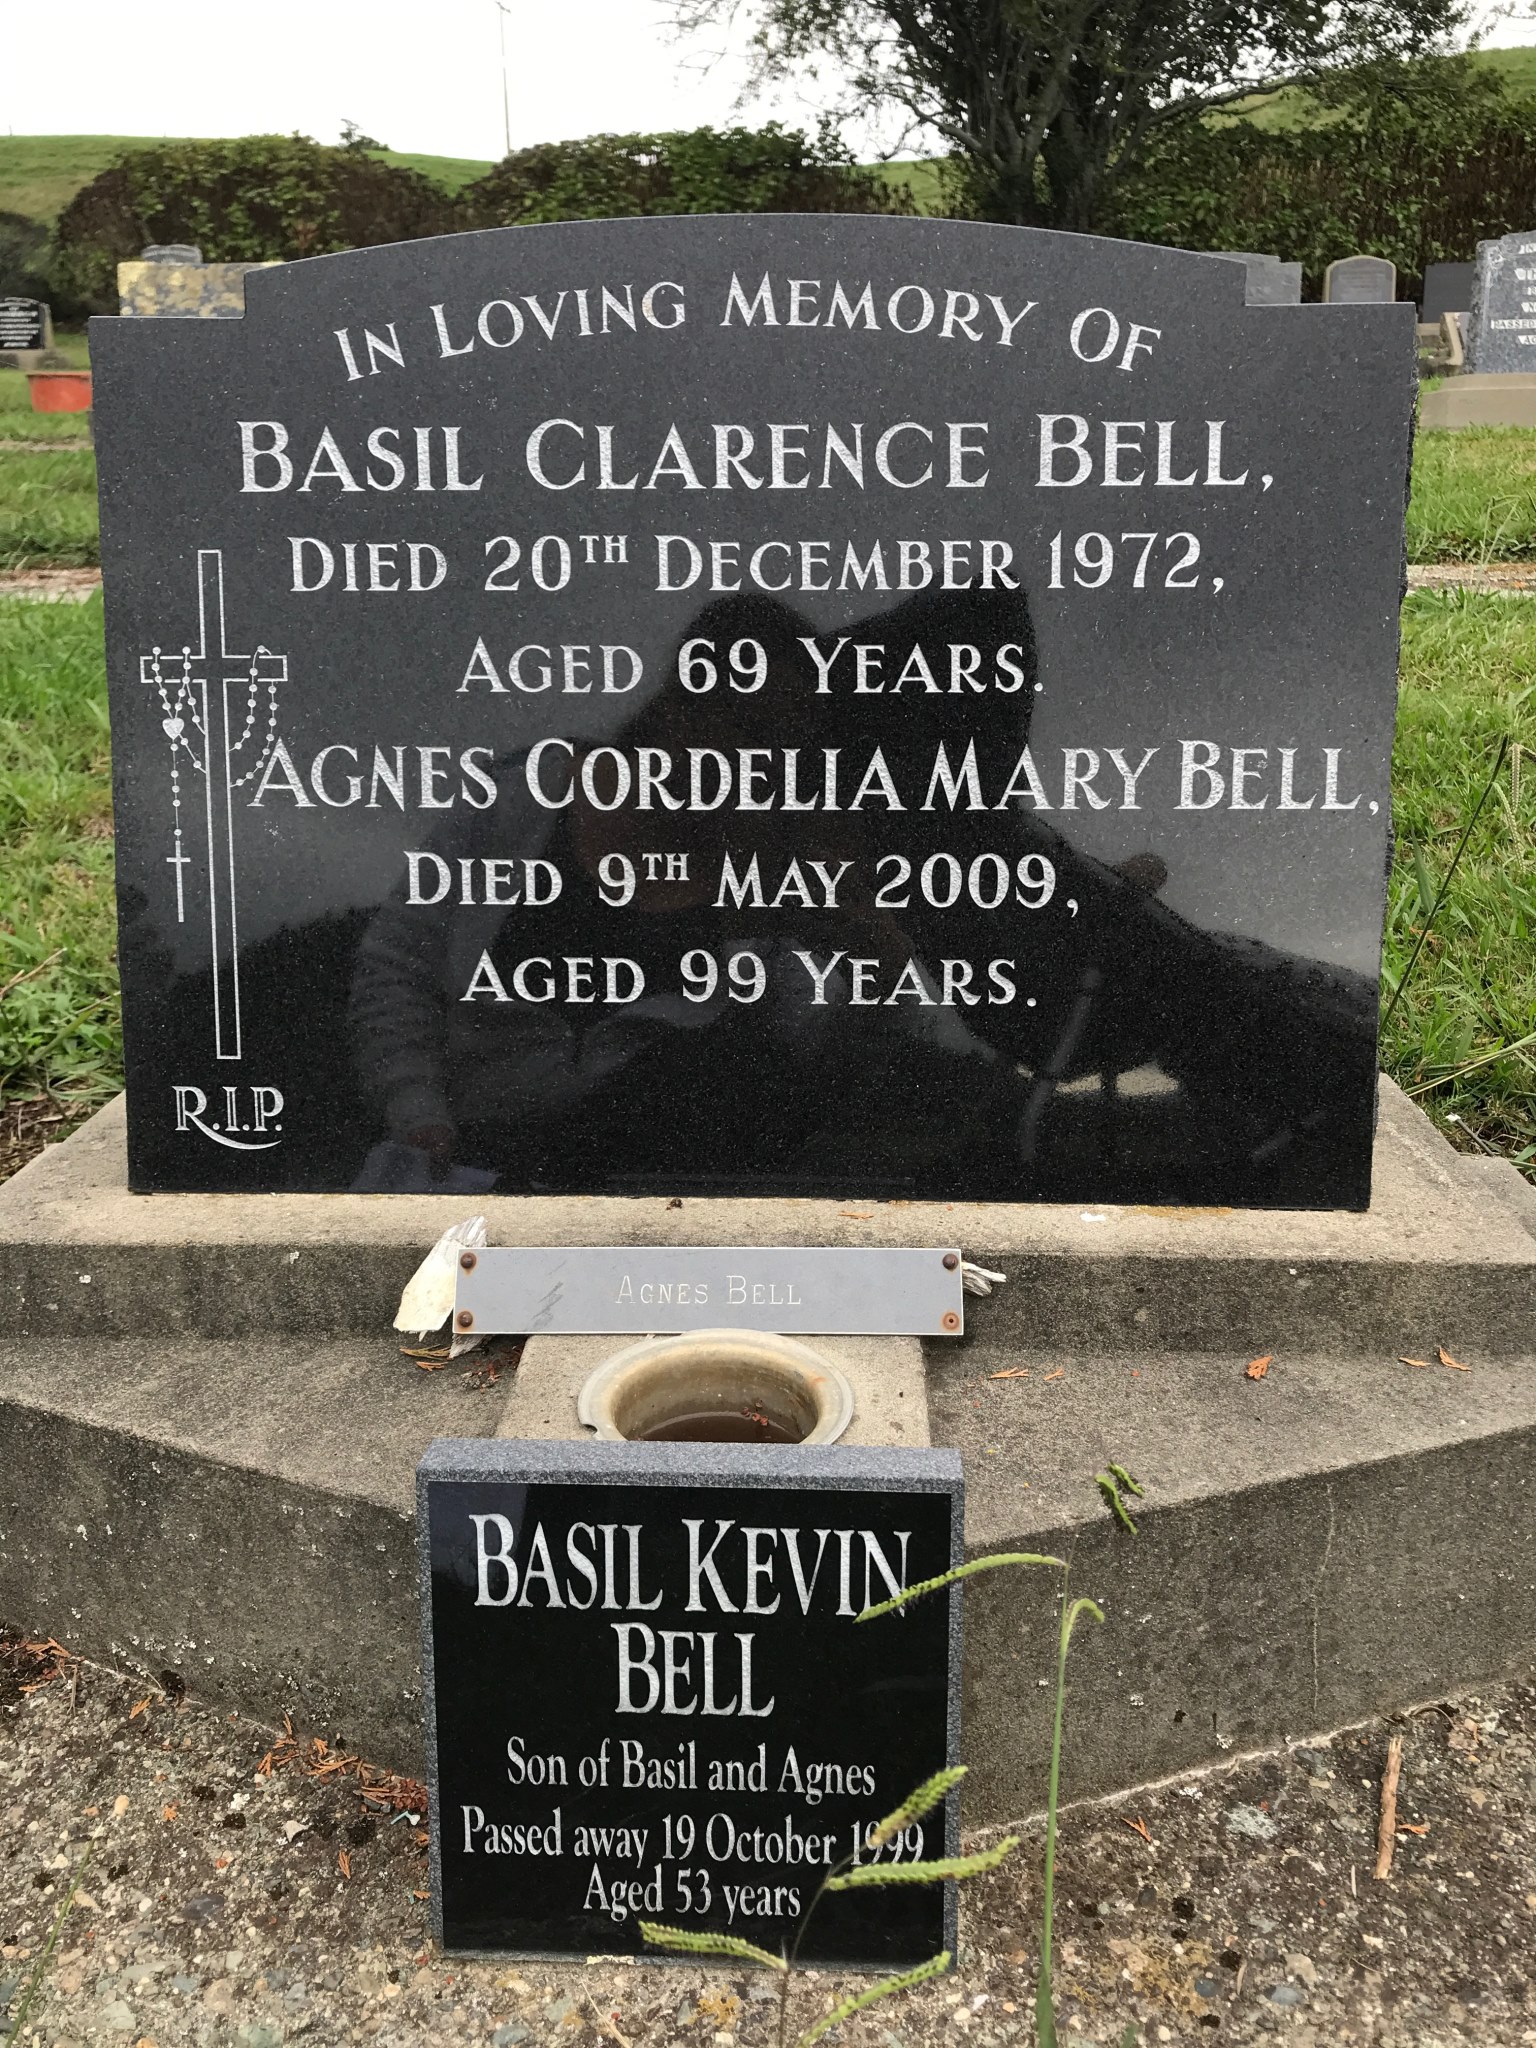 IN LOVING MEMORY OF
BASIL CLARENCE BELL,
DIED 20TH DECEMBER 1972,
AGED 69 YEARS.
AGNES CORDELIA MARY BELL,
DIED 9TH MAY 2009,
AGED 99 YEARS.
R.I.P.
AGNES BELL
BASIL KEVIN
BELL
Son of Basil and Agnes
Passed away 19 October 1999
Aged 53 years